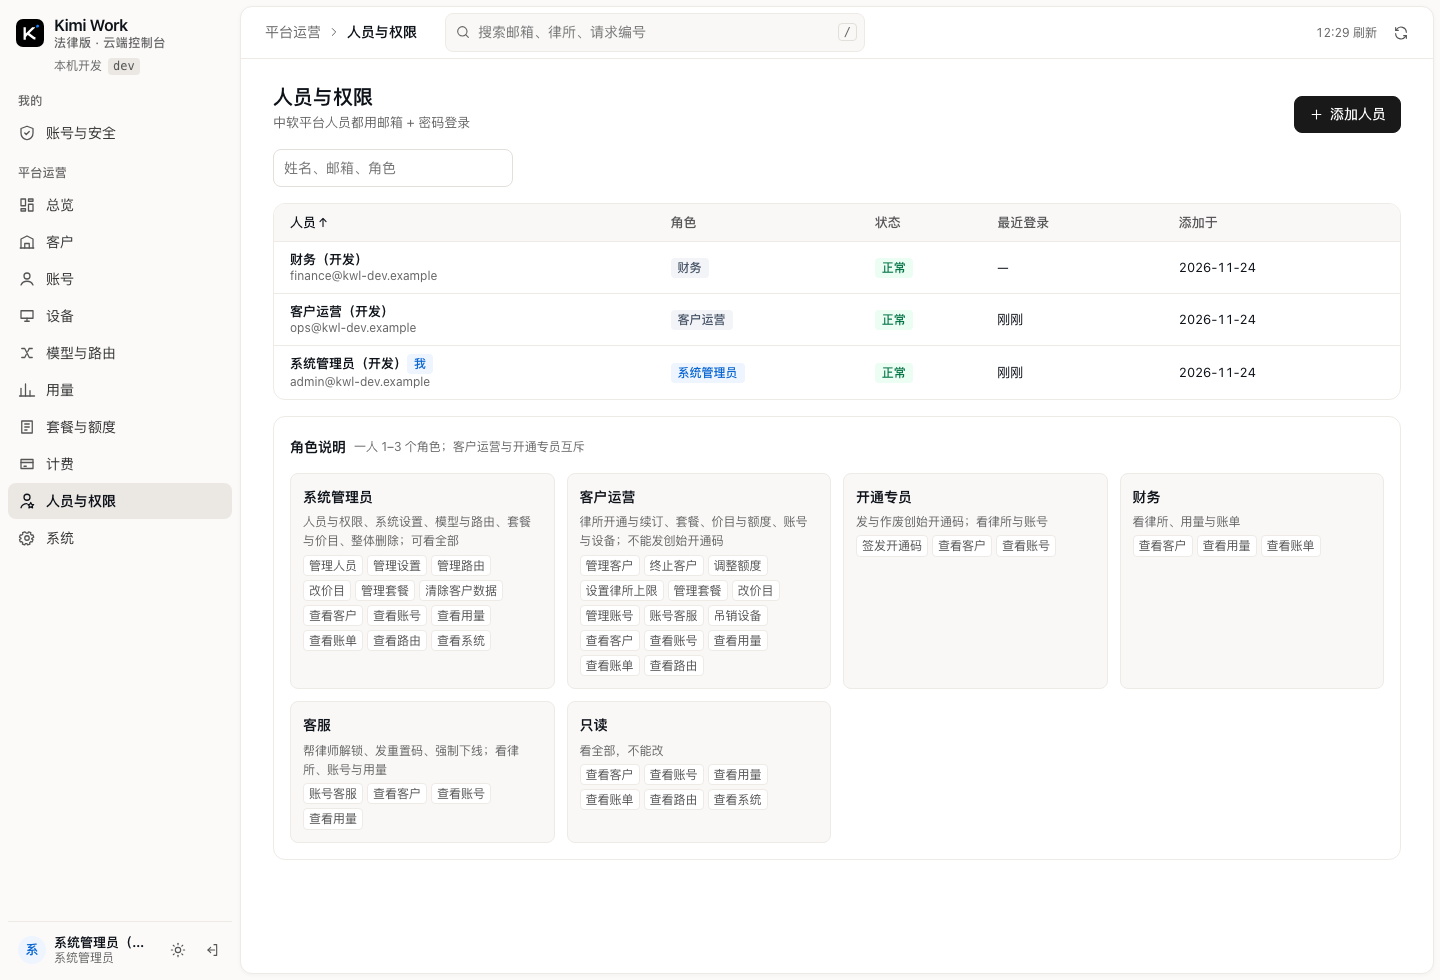 Kimi Work
法律版 · 云端控制台
本机开发 dev
我的
账号与安全
平台运营
总览
客户
账号
设备
模型与路由
用量
套餐与额度
计费
人员与权限
系统
系 系统管理员（...
系统管理员
平台运营 > 人员与权限
搜索邮箱、律所、请求编号 /
12:29 刷新
人员与权限
中软平台人员都用邮箱 + 密码登录
+ 添加人员
姓名、邮箱、角色
人员 ↑ 角色 状态 最近登录 添加于
财务（开发）
finance@kwl-dev.example
财务 正常 — 2026-11-24
客户运营（开发）
ops@kwl-dev.example
客户运营 正常 刚刚 2026-11-24
系统管理员（开发） 我
admin@kwl-dev.example
系统管理员 正常 刚刚 2026-11-24
角色说明 一人 1–3 个角色；客户运营与开通专员互斥
系统管理员
人员与权限、系统设置、模型与路由、套餐
与价目、整体删除；可看全部
管理人员 管理设置 管理路由
改价目 管理套餐 清除客户数据
查看客户 查看账号 查看用量
查看账单 查看路由 查看系统
客户运营
律所开通与续订、套餐、价目与额度、账号
与设备；不能发创始开通码
管理客户 终止客户 调整额度
设置律所上限 管理套餐 改价目
管理账号 账号客服 吊销设备
查看客户 查看账号 查看用量
查看账单 查看路由
开通专员
发与作废创始开通码；看律所与账号
签发开通码 查看客户 查看账号
财务
看律所、用量与账单
查看客户 查看用量 查看账单
客服
帮律师解锁、发重置码、强制下线；看律
所、账号与用量
账号客服 查看客户 查看账号
查看用量
只读
看全部，不能改
查看客户 查看账号 查看用量
查看账单 查看路由 查看系统